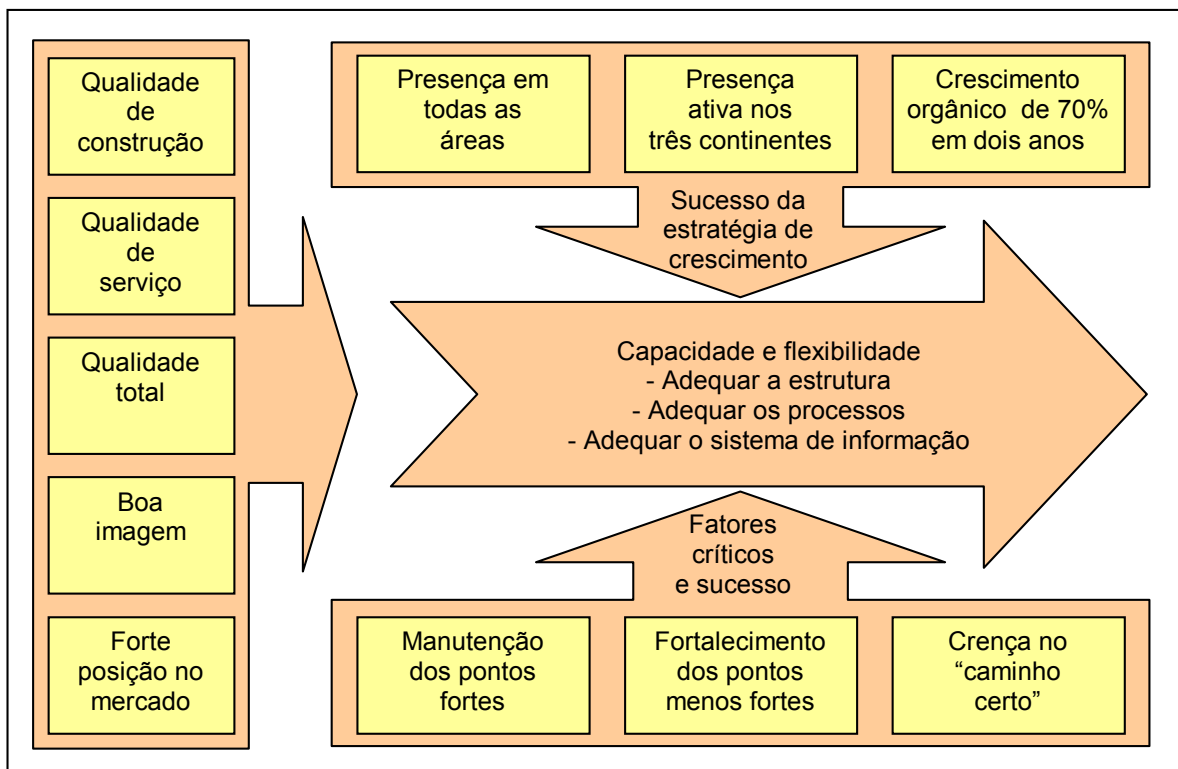 Qualidade
de
construção
Qualidade
de
serviço
Qualidade
total
Boa
imagem
Forte
posição no
mercado
Presença em
todas as
áreas
Presença
ativa nos
três continentes
Crescimento
orgânico de 70%
em dois anos
Sucesso da
estratégia de
crescimento
Capacidade e flexibilidade
- Adequar a estrutura
- Adequar os processos
- Adequar o sistema de informação
Fatores
críticos
e sucesso
Manutenção
dos pontos
fortes
Fortalecimento
dos pontos
menos fortes
Crença no
“caminho
certo”